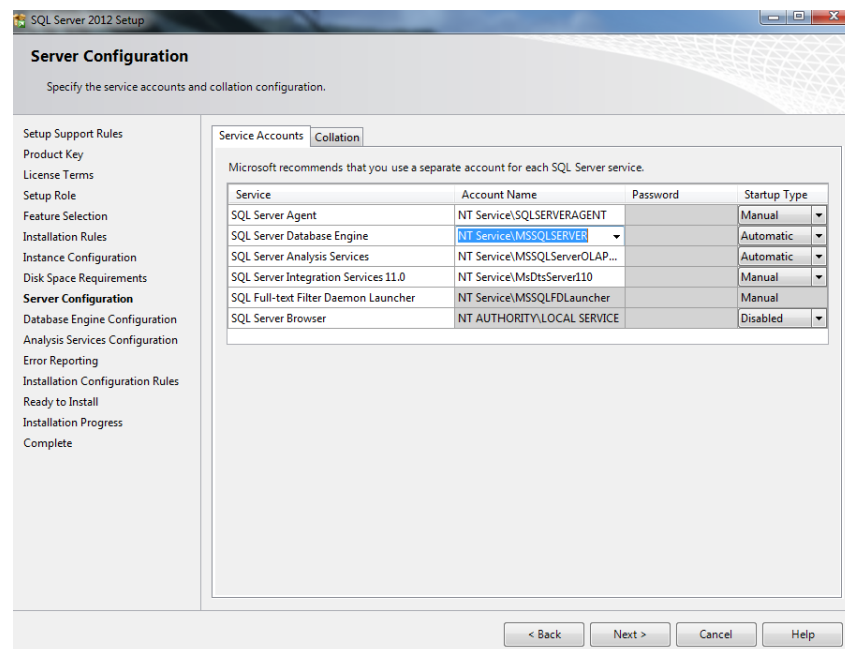 SQL Server 2012 Setup
Server Configuration
Specify the service accounts and collation configuration.
Setup Support Rules
Product Key
License Terms
Setup Role
Feature Selection
Installation Rules
Instance Configuration
Disk Space Requirements
Server Configuration
Database Engine Configuration
Analysis Services Configuration
Error Reporting
Installation Configuration Rules
Ready to Install
Installation Progress
Complete
Service Accounts Collation
Microsoft recommends that you use a separate account for each SQL Server service.
Service Account Name Password Startup Type
SQL Server Agent NT Service\SQLSERVERAGENT Manual
SQL Server Database Engine NT Service\MSSQLSERVER Automatic
SQL Server Analysis Services NT Service\MSSQLServerOLAP... Automatic
SQL Server Integration Services 11.0 NT Service\MsDtsServer110 Manual
SQL Full-text Filter Daemon Launcher NT Service\MSSQLFDLauncher Manual
SQL Server Browser NT AUTHORITY\LOCAL SERVICE Disabled
< Back Next > Cancel Help